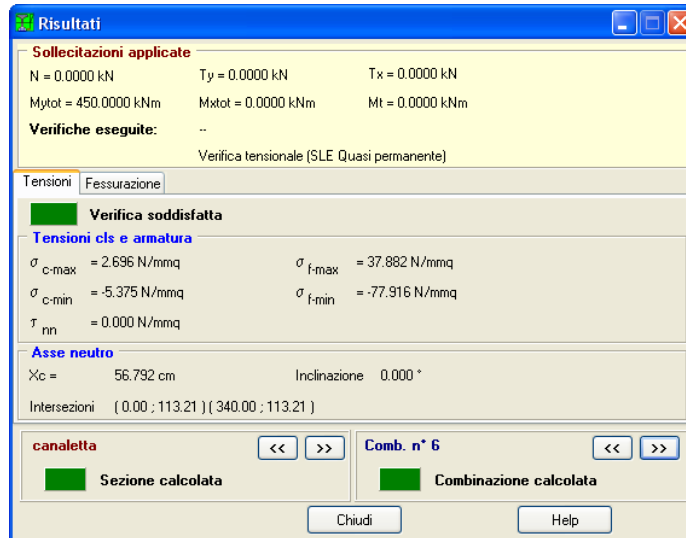 Risultati
Sollecitazioni applicate
N = 0.0000 kN Ty = 0.0000 kN Tx = 0.0000 kN
Mytot = 450.0000 kNm Mxtot = 0.0000 kNm Mt = 0.0000 kNm
Verifiche eseguite: --
Verifica tensionale (SLE Quasi permanente)
Tensioni Fessurazione
Verifica soddisfatta
Tensioni cls e armatura
σ c-max = 2.696 N/mmq σ f-max = 37.882 N/mmq
σ c-min = -5.375 N/mmq σ f-min = -77.916 N/mmq
τ nn = 0.000 N/mmq
Asse neutro
Xc = 56.792 cm Inclinazione 0.000 °
Intersezioni ( 0.00 ; 113.21 ) ( 340.00 ; 113.21 )
canaletta << >> Comb. n° 6 << >>
Sezione calcolata Combinazione calcolata
Chiudi Help